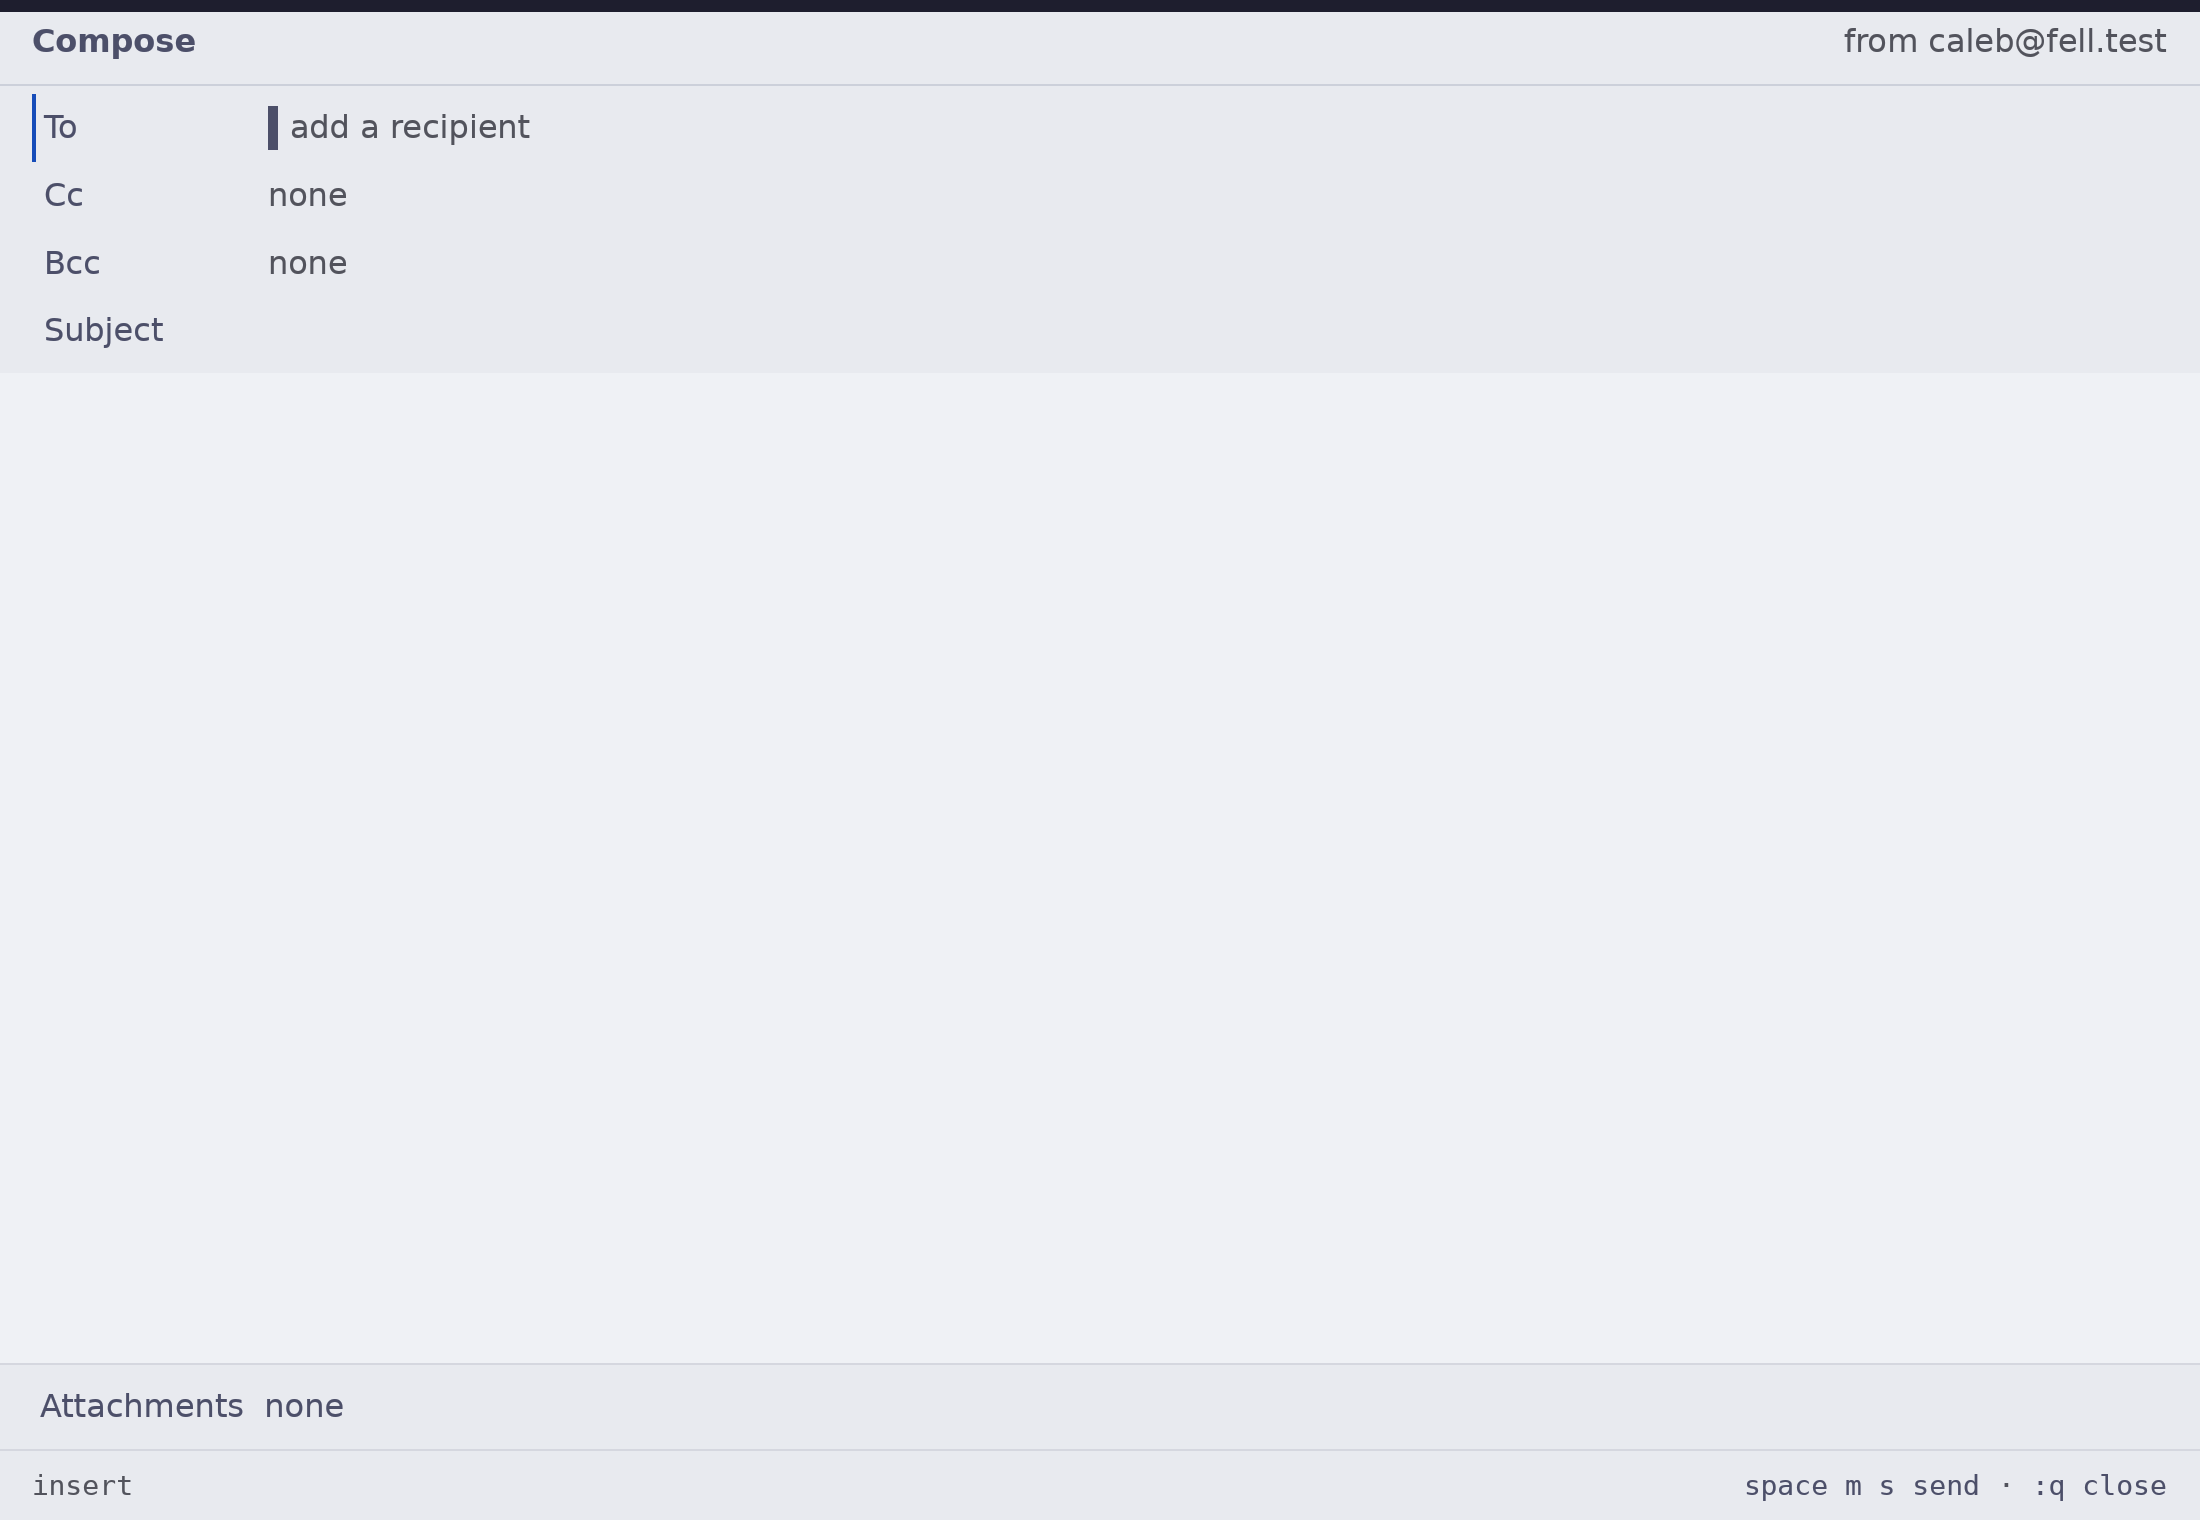 Compose from caleb@fell.test
To add a recipient
Cc none
Bcc none
Subject
Attachments none
insert space m s send · :q close